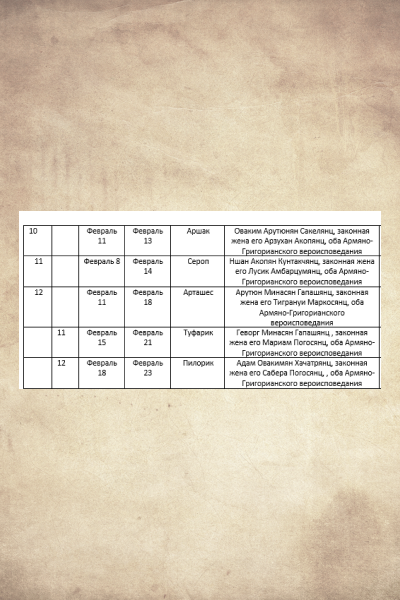 10 Февраль 11 Февраль 13 Аршак Оваким Арутюнян Сакелянц, законная
жена его Арзухан Акопянц, оба Армяно-
Григорианского вероисповедания
11 Февраль 8 Февраль 14 Сероп Ншан Акопян Кунтакчянц, законная жена
его Лусик Амбарцумянц, оба Армяно-
Григорианского вероисповедания
12 Февраль 11 Февраль 18 Арташес Арутюн Минасян Гапашянц, законная
жена его Тигрануи Маркосянц, оба
Армяно-Григорианского
вероисповедания
11 Февраль 15 Февраль 21 Туфарик Геворг Минасян Гапашянц , законная
жена его Мариам Погосянц, оба Армяно-
Григорианского вероисповедания
12 Февраль 18 Февраль 23 Пилорик Адам Овакимян Хачатрянц, законная
жена его Сабера Погосянц, , оба Армяно-
Григорианского вероисповедания